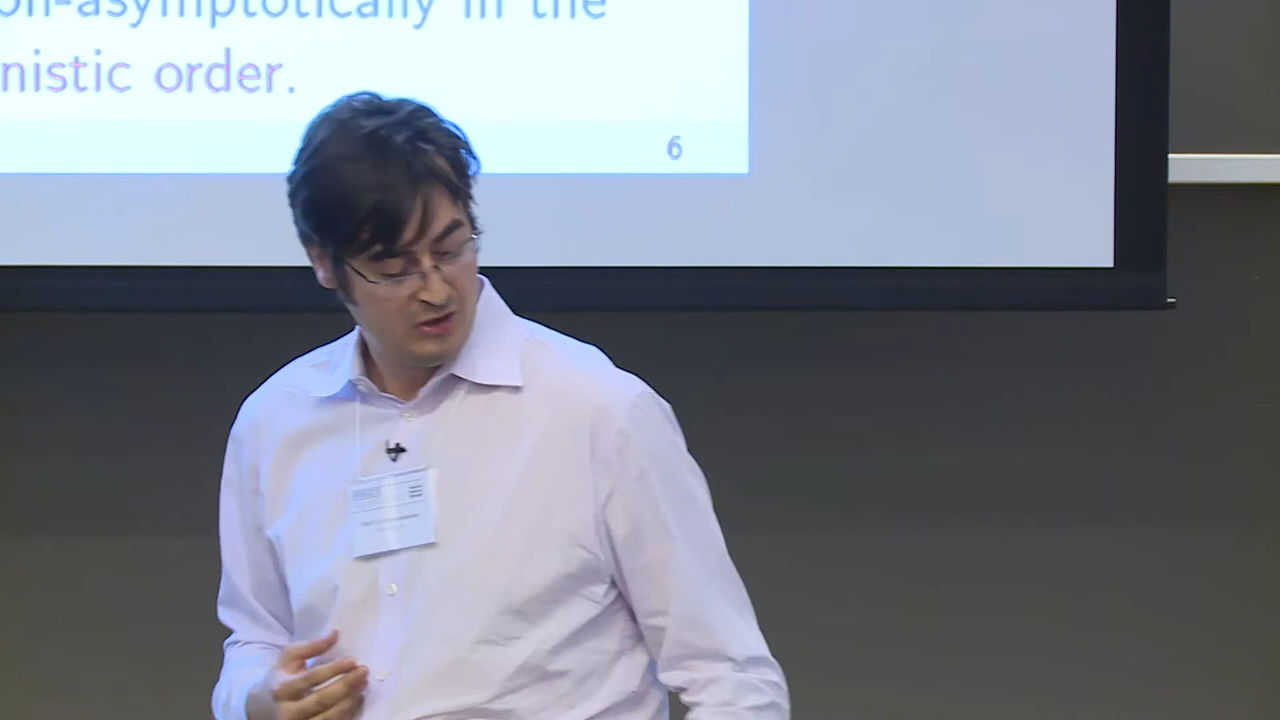 on-asymptotically in the
nistic order.
6